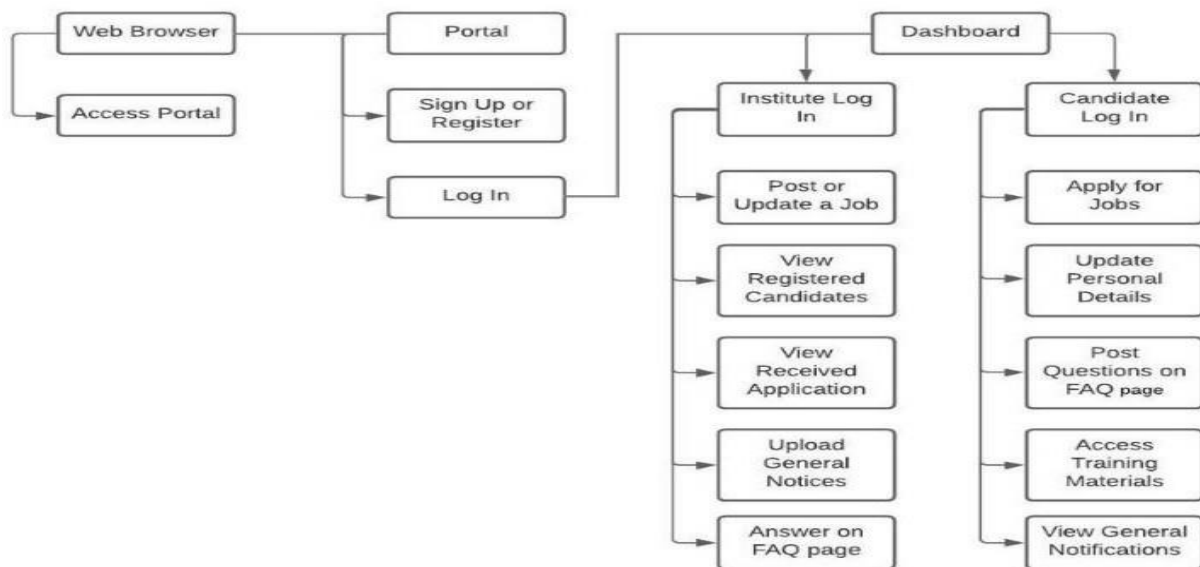 Web Browser
Portal
Dashboard
Access Portal
Sign Up or
Register
Institute Log
In
Candidate
Log In
Log In
Post or
Update a Job
Apply for
Jobs
View
Registered
Candidates
Update
Personal
Details
View
Received
Application
Post
Questions on
FAQ page
Upload
General
Notices
Access
Training
Materials
Answer on
FAQ page
View General
Notifications